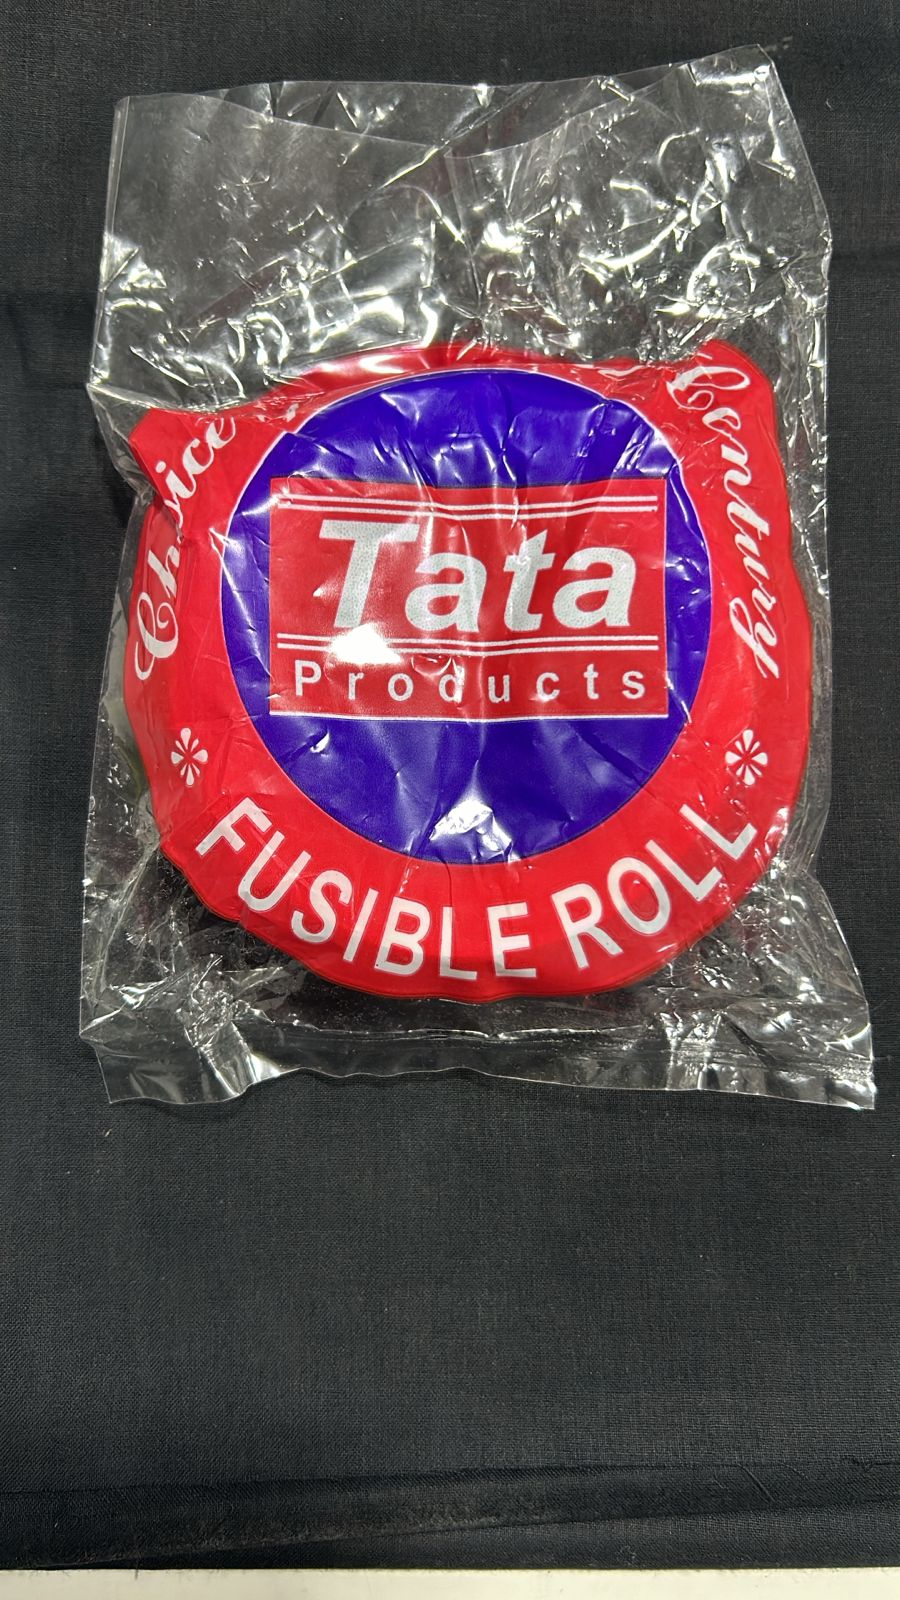 Choice
Century
Tata
Products
FUSIBLE ROLL